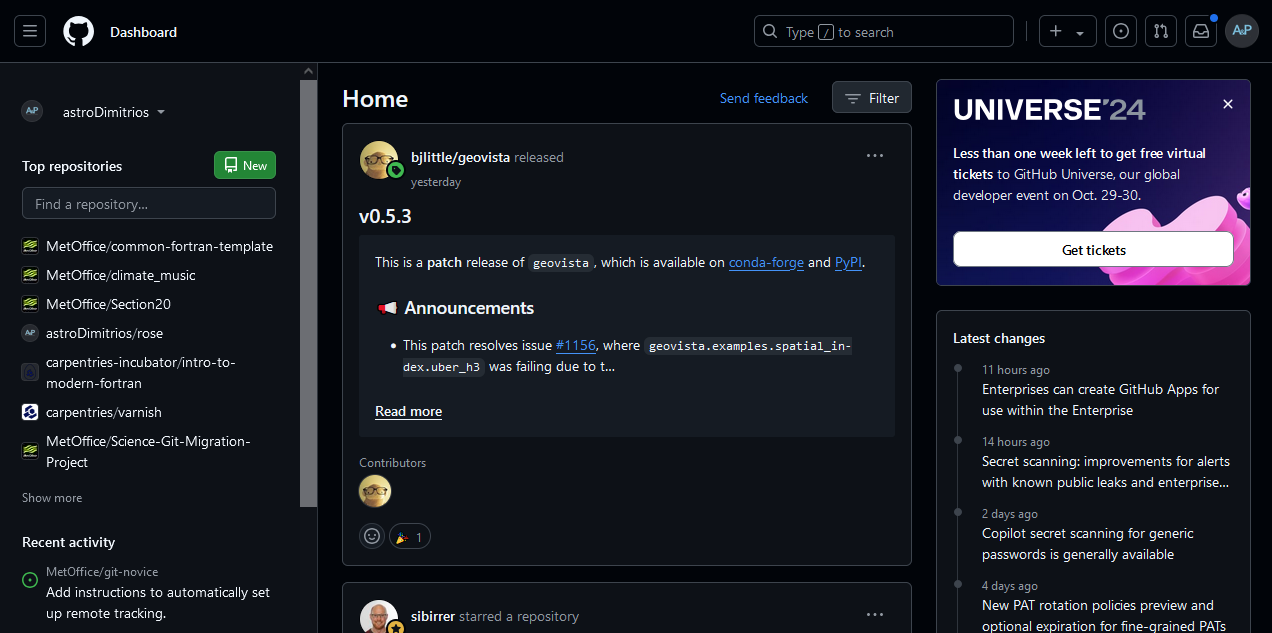 Dashboard
Type / to search
A&P
A&P
astroDimitrios
Top repositories
New
Find a repository...
MetOffice/common-fortran-template
MetOffice/climate_music
MetOffice/Section20
A&P
astroDimitrios/rose
carpentries-incubator/intro-to-
modern-fortran
carpentries/varnish
MetOffice/Science-Git-Migration-
Project
Show more
Recent activity
MetOffice/git-novice
Add instructions to automatically set
up remote tracking.
Home
Send feedback
Filter
bjlittle/geovista released
yesterday
v0.5.3
This is a patch release of geovista, which is available on conda-forge and PyPI.
Announcements
• This patch resolves issue #1156, where geovista.examples.spatial_in-
dex.uber_h3 was failing due to t...
Read more
Contributors
1
sibirrer starred a repository
UNIVERSE'24
Less than one week left to get free virtual
tickets to GitHub Universe, our global
developer event on Oct. 29-30.
Get tickets
Latest changes
11 hours ago
Enterprises can create GitHub Apps for
use within the Enterprise
14 hours ago
Secret scanning: improvements for alerts
with known public leaks and enterprise...
2 days ago
Copilot secret scanning for generic
passwords is generally available
4 days ago
New PAT rotation policies preview and
optional expiration for fine-grained PATs